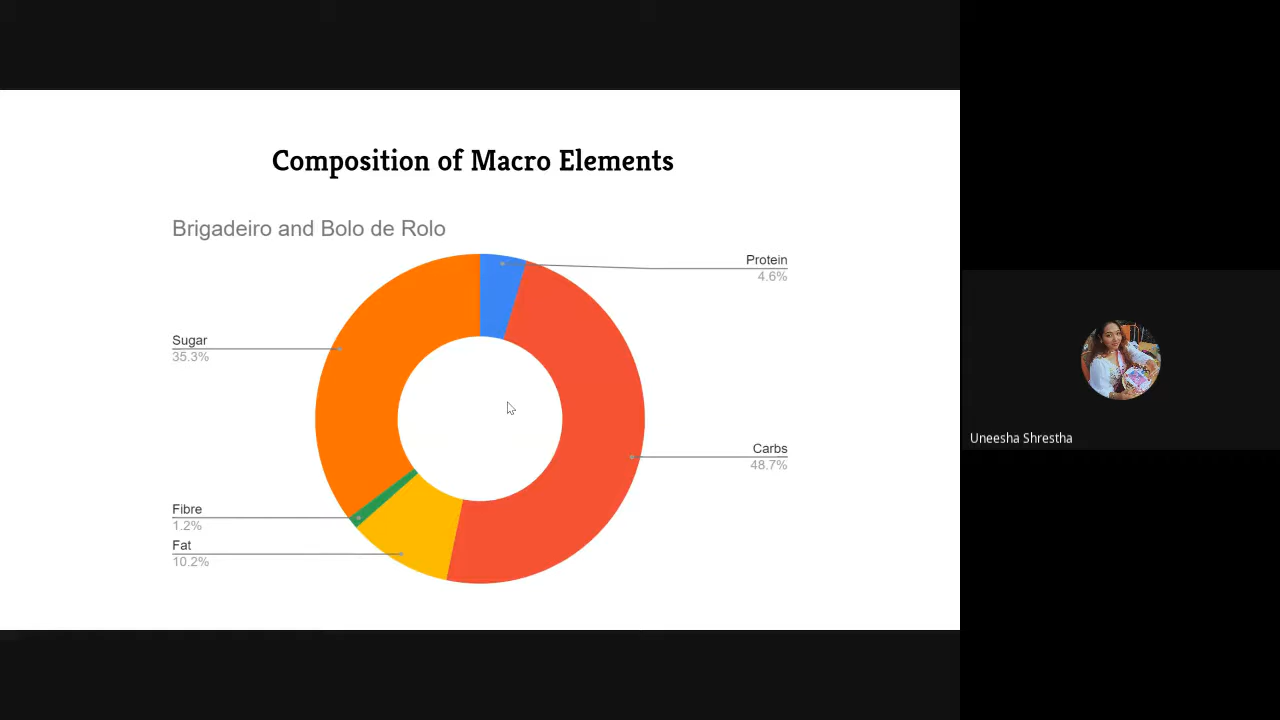 Composition of Macro Elements
Brigadeiro and Bolo de Rolo
Protein
4.6%
Sugar
35.3%
Carbs
48.7%
Fibre
1.2%
Fat
10.2%
Uneesha Shrestha